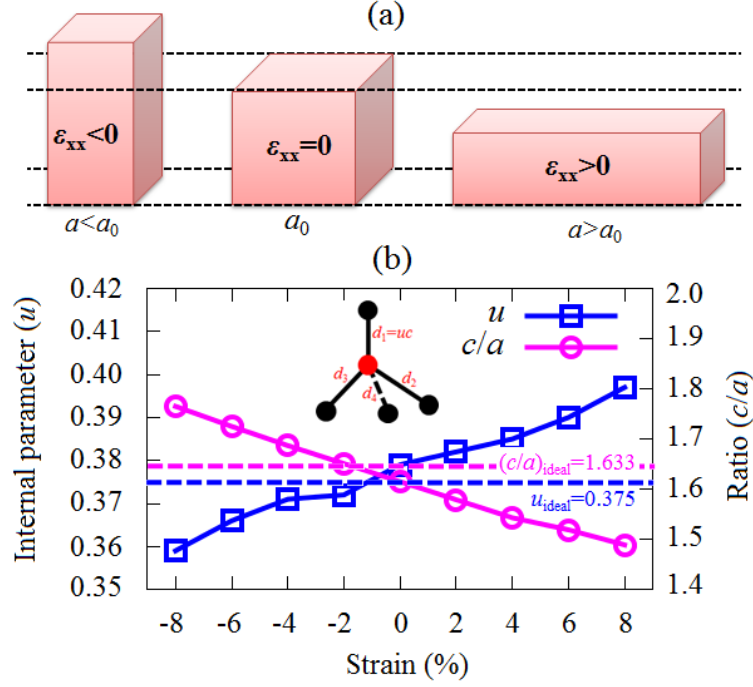 (a)
εxx<0
εxx=0
εxx>0
a<a0
a0
a>a0
(b)
Internal parameter (u)
Ratio (c/a)
0.42
0.41
0.40
0.39
0.38
0.37
0.36
0.35
2.0
1.9
1.8
1.7
1.6
1.5
1.4
u
c/a
d1=uc
d3
d4
d2
(c/a)ideal=1.633
uideal=0.375
-8 -6 -4 -2 0 2 4 6 8
Strain (%)